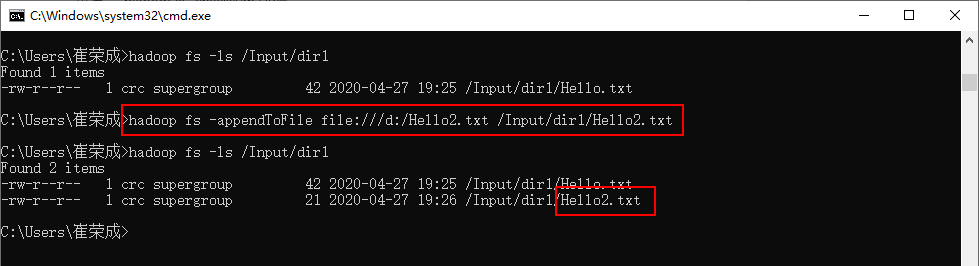 C:\Windows\system32\cmd.exe
C:\Users\崔荣成>hadoop fs -ls /Input/dir1
Found 1 items
-rw-r--r--   1 crc supergroup         42 2020-04-27 19:25 /Input/dir1/Hello.txt
C:\Users\崔荣成>hadoop fs -appendToFile file:///d:/Hello2.txt /Input/dir1/Hello2.txt
C:\Users\崔荣成>hadoop fs -ls /Input/dir1
Found 2 items
-rw-r--r--   1 crc supergroup         42 2020-04-27 19:25 /Input/dir1/Hello.txt
-rw-r--r--   1 crc supergroup         21 2020-04-27 19:26 /Input/dir1/Hello2.txt
C:\Users\崔荣成>